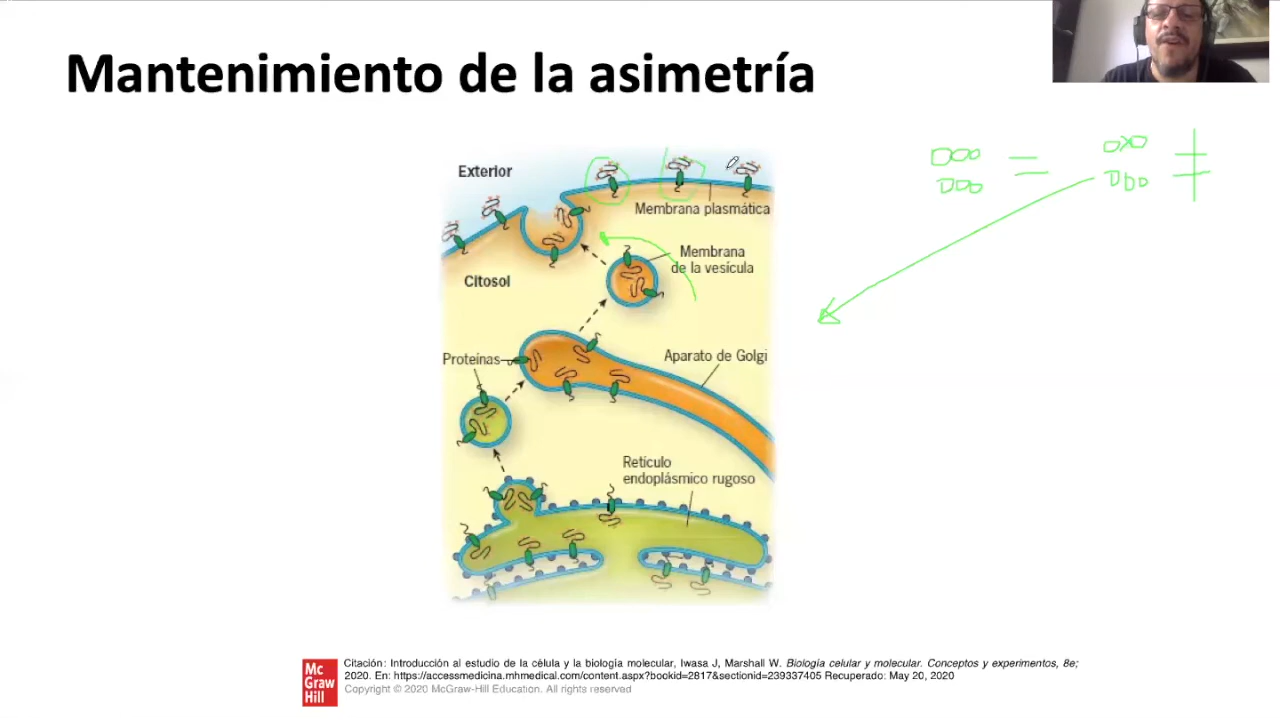 Mantenimiento de la asimetría
Exterior
Membrana plasmática
Membrana
de la vesícula
Citosol
Proteínas
Aparato de Golgi
Retículo
endoplásmico rugoso
Mc
Graw
Hill
Citación: Introducción al estudio de la célula y la biología molecular, Iwasa J, Marshall W. Biología celular y molecular. Conceptos y experimentos, 8e;
2020. En: https://accessmedicina.mhmedical.com/content.aspx?bookid=2817&sectionid=239337405 Recuperado: May 20, 2020
Copyright © 2020 McGraw-Hill Education. All rights reserved